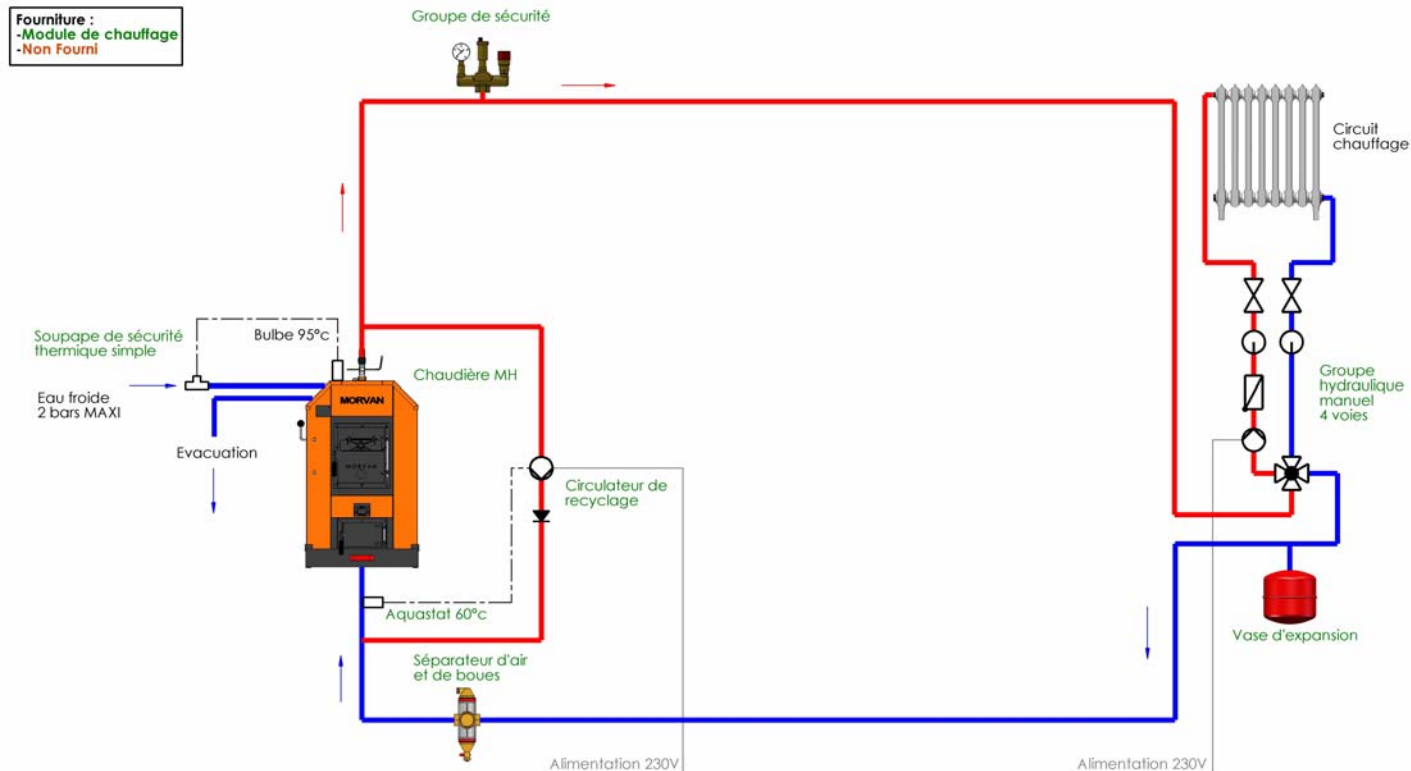 Fourniture :
-Module de chauffage
-Non Fourni
Groupe de sécurité
Circuit
chauffage
Soupape de sécurité
thermique simple
Bulbe 95°c
Chaudière MH
Eau froide
2 bars MAXI
MORVAN
MORVAN
Groupe
hydraulique
manuel
4 voies
Evacuation
Circulateur de
recyclage
Aquastat 60°c
Vase d'expansion
Séparateur d'air
et de boues
Alimentation 230V
Alimentation 230V